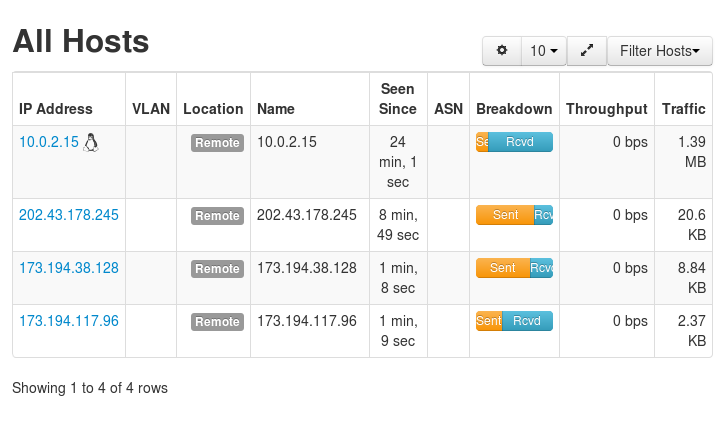 All Hosts
10 Filter Hosts
IP Address VLAN Location Name Seen Since ASN Breakdown Throughput Traffic
10.0.2.15 Remote 10.0.2.15 24 min, 1 sec Se Rcvd 0 bps 1.39 MB
202.43.178.245 Remote 202.43.178.245 8 min, 49 sec Sent Rcv 0 bps 20.6 KB
173.194.38.128 Remote 173.194.38.128 1 min, 8 sec Sent Rcvd 0 bps 8.84 KB
173.194.117.96 Remote 173.194.117.96 1 min, 9 sec Sent Rcvd 0 bps 2.37 KB
Showing 1 to 4 of 4 rows